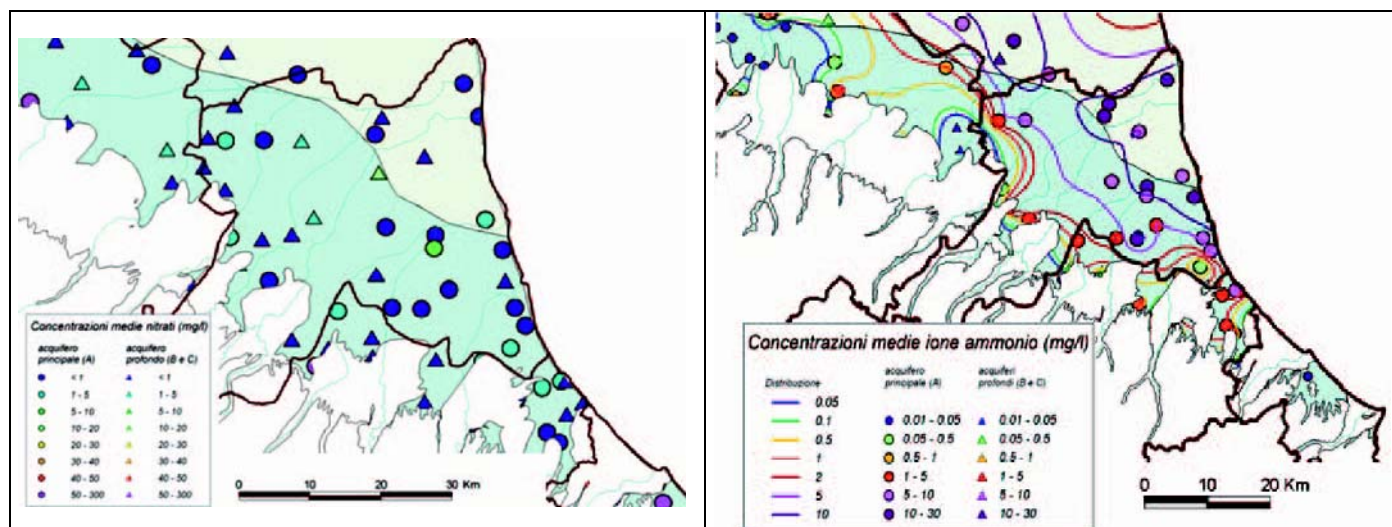 Concentrazioni medie nitrati (mg/l)
acquifero principale (A)
acquifero profondo (B e C)
< 1
< 1
1 - 5
1 - 5
5 - 10
5 - 10
10 - 20
10 - 20
20 - 30
20 - 30
30 - 40
30 - 40
40 - 50
40 - 50
50 - 300
50 - 300
0
10
20
30 Km
Concentrazioni medie ione ammonio (mg/l)
Distribuzione
acquifero principale (A)
acquiferi profondi (B e C)
0.05
0.1
0.01 - 0.05
0.01 - 0.05
0.5
0.05 - 0.5
0.05 - 0.5
1
0.5 - 1
0.5 - 1
2
1 - 5
1 - 5
5
5 - 10
5 - 10
10
10 - 30
10 - 30
0
10
20 Km